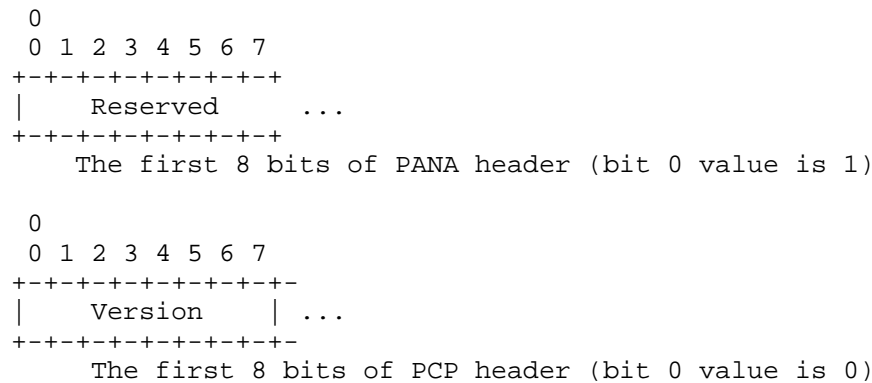 0
 0 1 2 3 4 5 6 7
+-+-+-+-+-+-+-+-+
|    Reserved     ...
+-+-+-+-+-+-+-+-+
    The first 8 bits of PANA header (bit 0 value is 1)
 0
 0 1 2 3 4 5 6 7
+-+-+-+-+-+-+-+-+-
|    Version     | ...
+-+-+-+-+-+-+-+-+-
     The first 8 bits of PCP header (bit 0 value is 0)